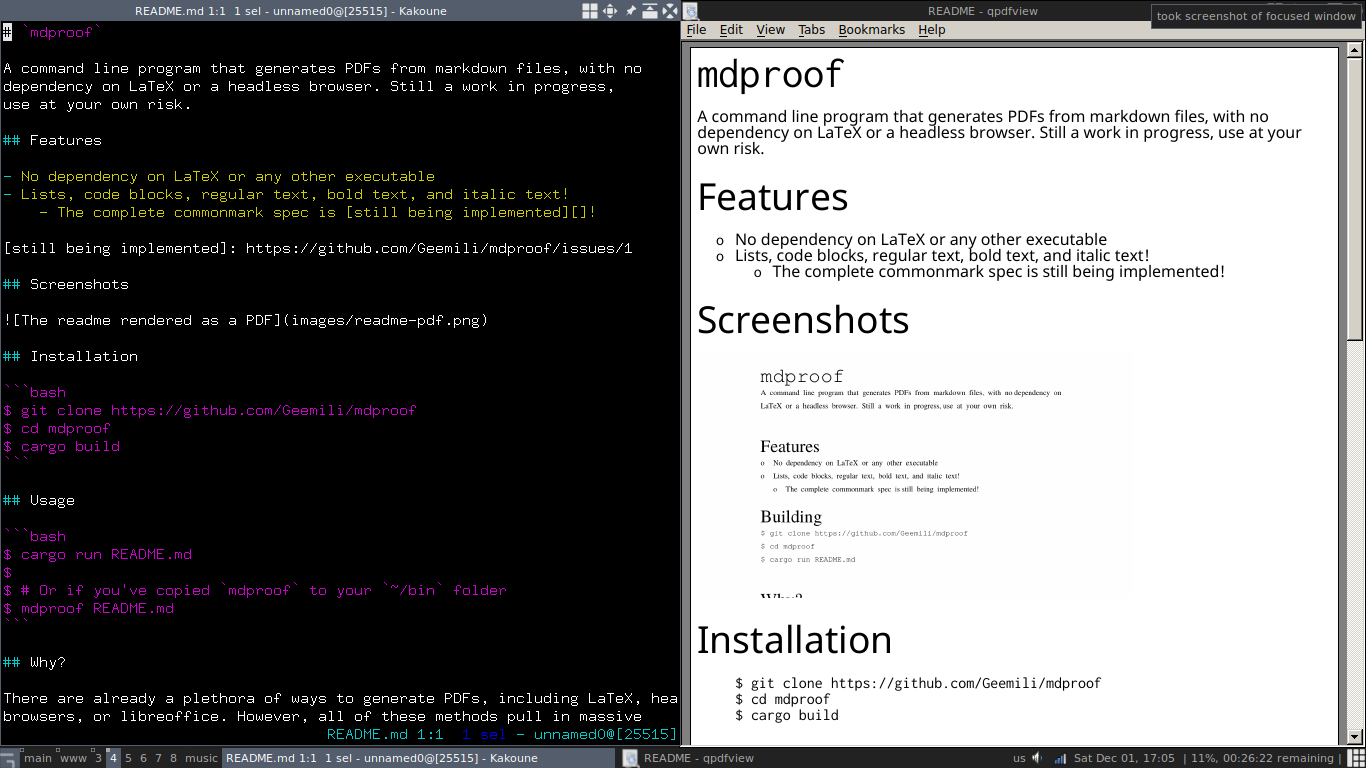 README.md 1:1  1 sel - unnamed0@[25515] - Kakoune
# `mdproof`
A command line program that generates PDFs from markdown files, with no
dependency on LaTeX or a headless browser. Still a work in progress,
use at your own risk.
## Features
- No dependency on LaTeX or any other executable
- Lists, code blocks, regular text, bold text, and italic text!
    - The complete commonmark spec is [still being implemented][]!
[still being implemented]: https://github.com/Geemili/mdproof/issues/1
## Screenshots
![The readme rendered as a PDF](images/readme-pdf.png)
## Installation
```bash
$ git clone https://github.com/Geemili/mdproof
$ cd mdproof
$ cargo build
```
## Usage
```bash
$ cargo run README.md
$
$ # Or if you've copied `mdproof` to your `~/bin` folder
$ mdproof README.md
```
## Why?
There are already a plethora of ways to generate PDFs, including LaTeX, hea
browsers, or libreoffice. However, all of these methods pull in massive
README.md 1:1  1 sel - unnamed0@[25515]
README - qpdfview
took screenshot of focused window
File Edit View Tabs Bookmarks Help
mdproof
A command line program that generates PDFs from markdown files, with no
dependency on LaTeX or a headless browser. Still a work in progress, use at your
own risk.
Features
o No dependency on LaTeX or any other executable
o Lists, code blocks, regular text, bold text, and italic text!
o The complete commonmark spec is still being implemented!
Screenshots
mdproof
A command line program that generates PDFs from markdown files, with no dependency on
LaTeX or a headless browser. Still a work in progress, use at your own risk.
Features
o No dependency on LaTeX or any other executable
o Lists, code blocks, regular text, bold text, and italic text!
o The complete commonmark spec is still being implemented!
Building
$ git clone https://github.com/Geemili/mdproof
$ cd mdproof
$ cargo run README.md
Why?
Installation
$ git clone https://github.com/Geemili/mdproof
$ cd mdproof
$ cargo build
main www 3 4 5 6 7 8 music README.md 1:1  1 sel - unnamed0@[25515] - Kakoune README - qpdfview us Sat Dec 01, 17:05 | 11%, 00:26:22 remaining |